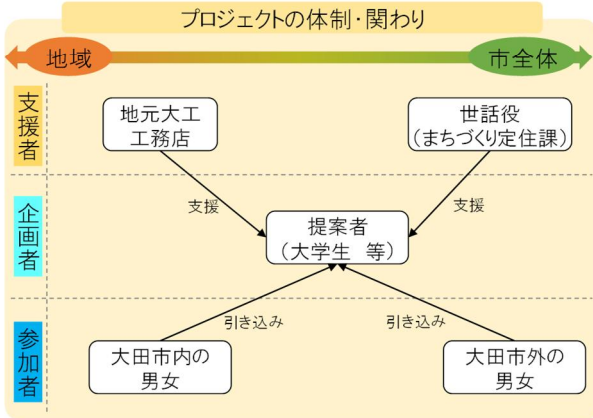 プロジェクトの体制・関わり
地域
市全体
支援者
地元大工
工務店
世話役
(まちづくり定住課)
支援
支援
企画者
提案者
(大学生 等)
引き込み
引き込み
参加者
大田市内の
男女
大田市外の
男女